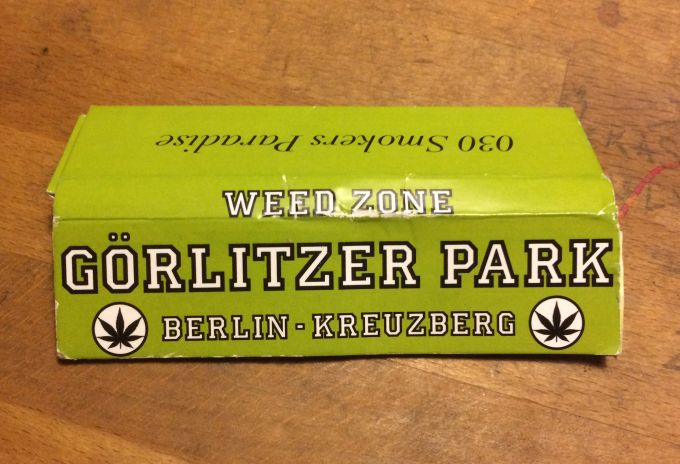 030 Smokers Paradise
WEED ZONE
GÖRLITZER PARK
BERLIN - KREUZBERG